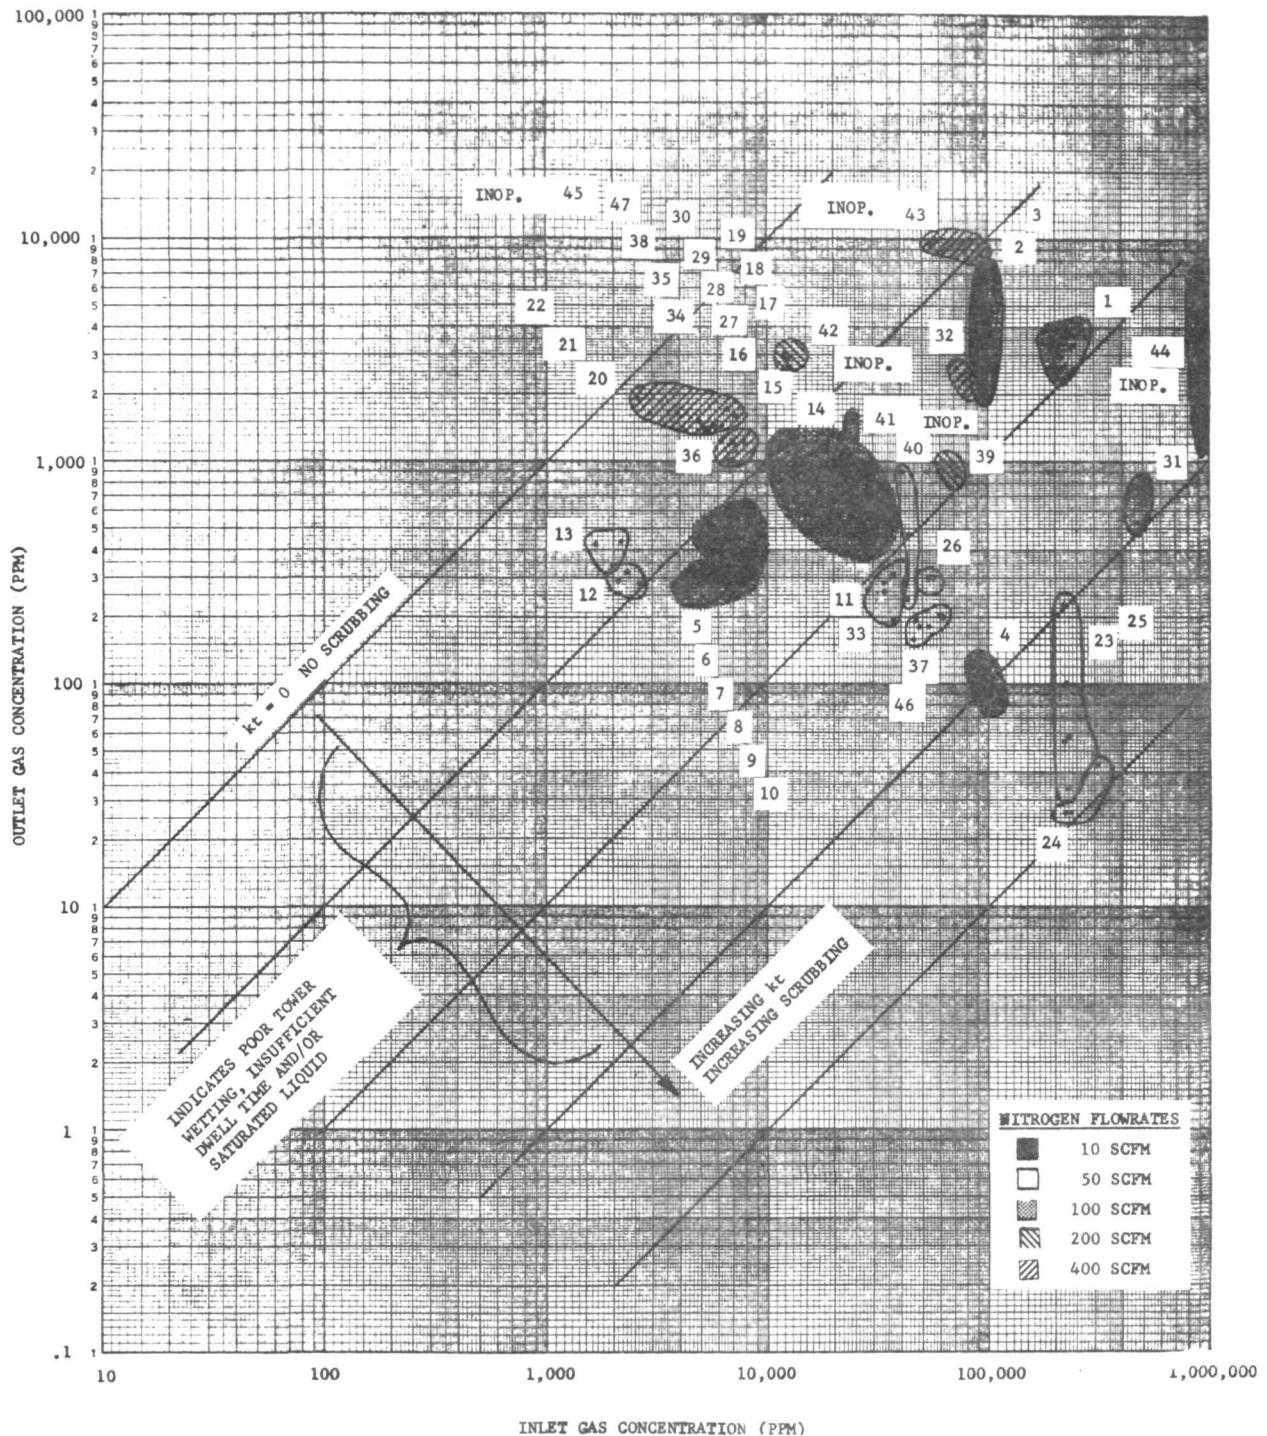 100,000
10,000
1,000
100
10
1
.1
10
100
1,000
10,000
100,000
1,000,000
OUTLET GAS CONCENTRATION (PPM)
INLET GAS CONCENTRATION (PPM)
INOP. 45
47
30
INOP. 43
3
38
19
2
29
18
35
28
1
22
17
34
27
42
32
21
16
INOP.
44
20
15
INOP.
14
41
INOP.
36
40
39
31
13
26
12
11
5
33
25
23
4
6
37
7
46
8
9
10
24
kt = 0 NO SCRUBBING
INDICATES POOR TOWER
WETTING, INSUFFICIENT
DWELL TIME AND/OR
SATURATED LIQUID
INCREASING kt
INCREASING SCRUBBING
NITROGEN FLOWRATES
10 SCFM
50 SCFM
100 SCFM
200 SCFM
400 SCFM